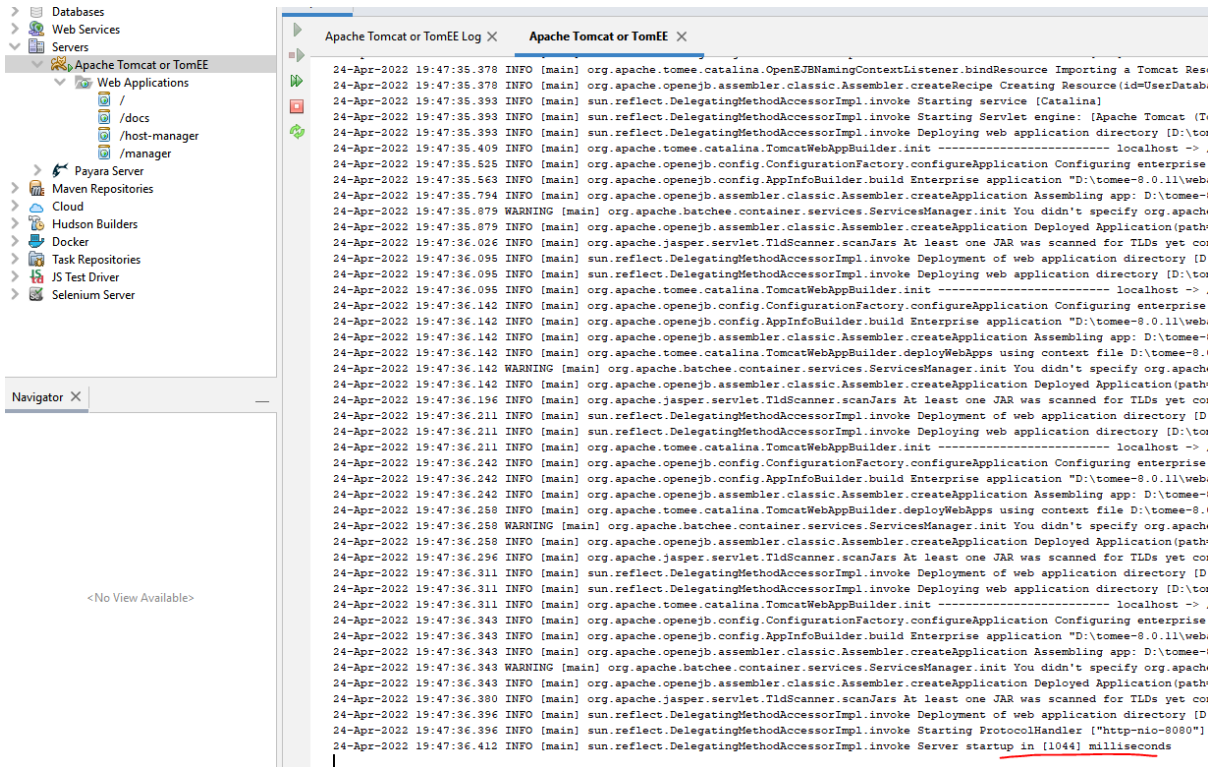 Databases
Web Services
Servers
Apache Tomcat or TomEE
Web Applications
/
/docs
/host-manager
/manager
Payara Server
Maven Repositories
Cloud
Hudson Builders
Docker
Task Repositories
JS Test Driver
Selenium Server
Navigator
<No View Available>
Apache Tomcat or TomEE Log
Apache Tomcat or TomEE
24-Apr-2022 19:47:35.378 INFO [main] org.apache.tomee.catalina.OpenEJBNamingContextListener.bindResource Importing a Tomcat Res
24-Apr-2022 19:47:35.378 INFO [main] org.apache.openejb.assembler.classic.Assembler.createRecipe Creating Resource(id=UserDataba
24-Apr-2022 19:47:35.393 INFO [main] sun.reflect.DelegatingMethodAccessorImpl.invoke Starting service [Catalina]
24-Apr-2022 19:47:35.393 INFO [main] sun.reflect.DelegatingMethodAccessorImpl.invoke Starting Servlet engine: [Apache Tomcat (To
24-Apr-2022 19:47:35.393 INFO [main] sun.reflect.DelegatingMethodAccessorImpl.invoke Deploying web application directory [D:\tom
24-Apr-2022 19:47:35.409 INFO [main] org.apache.tomee.catalina.TomcatWebAppBuilder.init ------------------------- localhost -> /
24-Apr-2022 19:47:35.525 INFO [main] org.apache.openejb.config.ConfigurationFactory.configureApplication Configuring enterprise
24-Apr-2022 19:47:35.563 INFO [main] org.apache.openejb.config.AppInfoBuilder.build Enterprise application "D:\tomee-8.0.11\weba
24-Apr-2022 19:47:35.794 INFO [main] org.apache.openejb.assembler.classic.Assembler.createApplication Assembling app: D:\tomee-8
24-Apr-2022 19:47:35.879 WARNING [main] org.apache.batchee.container.services.ServicesManager.init You didn't specify org.apache
24-Apr-2022 19:47:35.879 INFO [main] org.apache.openejb.assembler.classic.Assembler.createApplication Deployed Application(path=
24-Apr-2022 19:47:36.026 INFO [main] org.apache.jasper.servlet.TldScanner.scanJars At least one JAR was scanned for TLDs yet con
24-Apr-2022 19:47:36.095 INFO [main] sun.reflect.DelegatingMethodAccessorImpl.invoke Deployment of web application directory [D
24-Apr-2022 19:47:36.095 INFO [main] sun.reflect.DelegatingMethodAccessorImpl.invoke Deploying web application directory [D:\tom
24-Apr-2022 19:47:36.095 INFO [main] org.apache.tomee.catalina.TomcatWebAppBuilder.init ------------------------- localhost -> /
24-Apr-2022 19:47:36.142 INFO [main] org.apache.openejb.config.ConfigurationFactory.configureApplication Configuring enterprise
24-Apr-2022 19:47:36.142 INFO [main] org.apache.openejb.config.AppInfoBuilder.build Enterprise application "D:\tomee-8.0.11\weba
24-Apr-2022 19:47:36.142 INFO [main] org.apache.openejb.assembler.classic.Assembler.createApplication Assembling app: D:\tomee-8
24-Apr-2022 19:47:36.142 INFO [main] org.apache.tomee.catalina.TomcatWebAppBuilder.deployWebApps using context file D:\tomee-8.0
24-Apr-2022 19:47:36.142 WARNING [main] org.apache.batchee.container.services.ServicesManager.init You didn't specify org.apache
24-Apr-2022 19:47:36.142 INFO [main] org.apache.openejb.assembler.classic.Assembler.createApplication Deployed Application(path=
24-Apr-2022 19:47:36.196 INFO [main] org.apache.jasper.servlet.TldScanner.scanJars At least one JAR was scanned for TLDs yet con
24-Apr-2022 19:47:36.211 INFO [main] sun.reflect.DelegatingMethodAccessorImpl.invoke Deployment of web application directory [D
24-Apr-2022 19:47:36.211 INFO [main] sun.reflect.DelegatingMethodAccessorImpl.invoke Deploying web application directory [D:\tom
24-Apr-2022 19:47:36.211 INFO [main] org.apache.tomee.catalina.TomcatWebAppBuilder.init ------------------------- localhost -> /
24-Apr-2022 19:47:36.242 INFO [main] org.apache.openejb.config.ConfigurationFactory.configureApplication Configuring enterprise
24-Apr-2022 19:47:36.242 INFO [main] org.apache.openejb.config.AppInfoBuilder.build Enterprise application "D:\tomee-8.0.11\weba
24-Apr-2022 19:47:36.242 INFO [main] org.apache.openejb.assembler.classic.Assembler.createApplication Assembling app: D:\tomee-8
24-Apr-2022 19:47:36.258 INFO [main] org.apache.tomee.catalina.TomcatWebAppBuilder.deployWebApps using context file D:\tomee-8.0
24-Apr-2022 19:47:36.258 WARNING [main] org.apache.batchee.container.services.ServicesManager.init You didn't specify org.apache
24-Apr-2022 19:47:36.258 INFO [main] org.apache.openejb.assembler.classic.Assembler.createApplication Deployed Application(path=
24-Apr-2022 19:47:36.296 INFO [main] org.apache.jasper.servlet.TldScanner.scanJars At least one JAR was scanned for TLDs yet con
24-Apr-2022 19:47:36.311 INFO [main] sun.reflect.DelegatingMethodAccessorImpl.invoke Deployment of web application directory [D
24-Apr-2022 19:47:36.311 INFO [main] sun.reflect.DelegatingMethodAccessorImpl.invoke Deploying web application directory [D:\tom
24-Apr-2022 19:47:36.311 INFO [main] org.apache.tomee.catalina.TomcatWebAppBuilder.init ------------------------- localhost -> /
24-Apr-2022 19:47:36.343 INFO [main] org.apache.openejb.config.ConfigurationFactory.configureApplication Configuring enterprise
24-Apr-2022 19:47:36.343 INFO [main] org.apache.openejb.config.AppInfoBuilder.build Enterprise application "D:\tomee-8.0.11\weba
24-Apr-2022 19:47:36.343 INFO [main] org.apache.openejb.assembler.classic.Assembler.createApplication Assembling app: D:\tomee-8
24-Apr-2022 19:47:36.343 WARNING [main] org.apache.batchee.container.services.ServicesManager.init You didn't specify org.apache
24-Apr-2022 19:47:36.343 INFO [main] org.apache.openejb.assembler.classic.Assembler.createApplication Deployed Application(path=
24-Apr-2022 19:47:36.380 INFO [main] org.apache.jasper.servlet.TldScanner.scanJars At least one JAR was scanned for TLDs yet con
24-Apr-2022 19:47:36.396 INFO [main] sun.reflect.DelegatingMethodAccessorImpl.invoke Deployment of web application directory [D
24-Apr-2022 19:47:36.396 INFO [main] sun.reflect.DelegatingMethodAccessorImpl.invoke Starting ProtocolHandler ["http-nio-8080"]
24-Apr-2022 19:47:36.412 INFO [main] sun.reflect.DelegatingMethodAccessorImpl.invoke Server startup in [1044] milliseconds